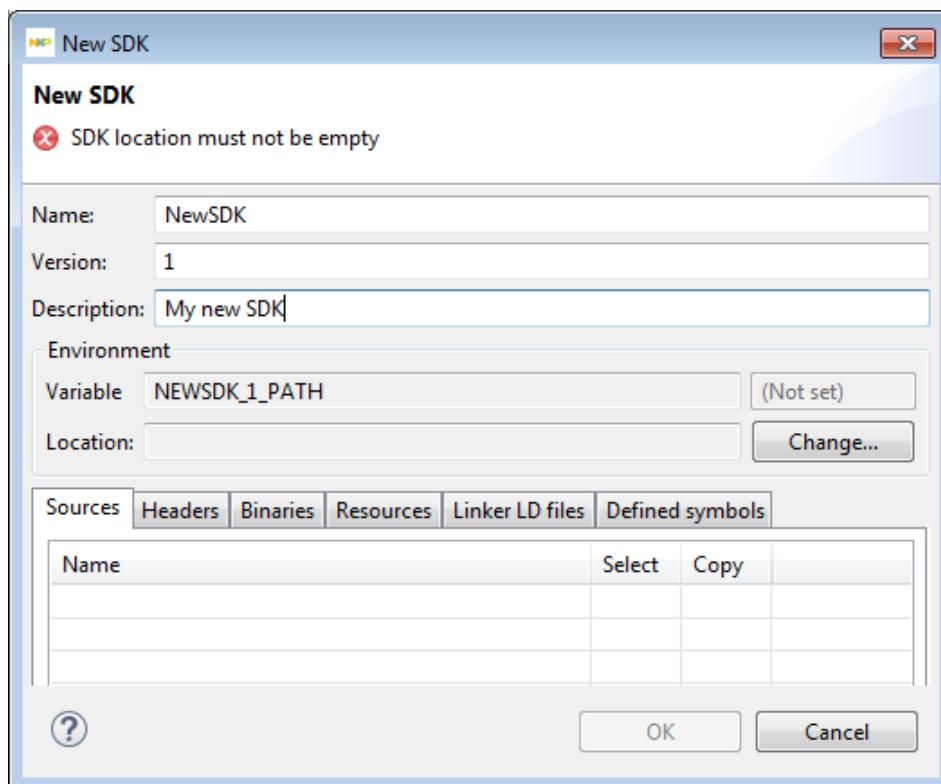 NXP New SDK
New SDK
SDK location must not be empty
Name: NewSDK
Version: 1
Description: My new SDK
Environment
Variable NEWSDK_1_PATH (Not set)
Location: Change...
Sources Headers Binaries Resources Linker LD files Defined symbols
Name Select Copy
? OK Cancel